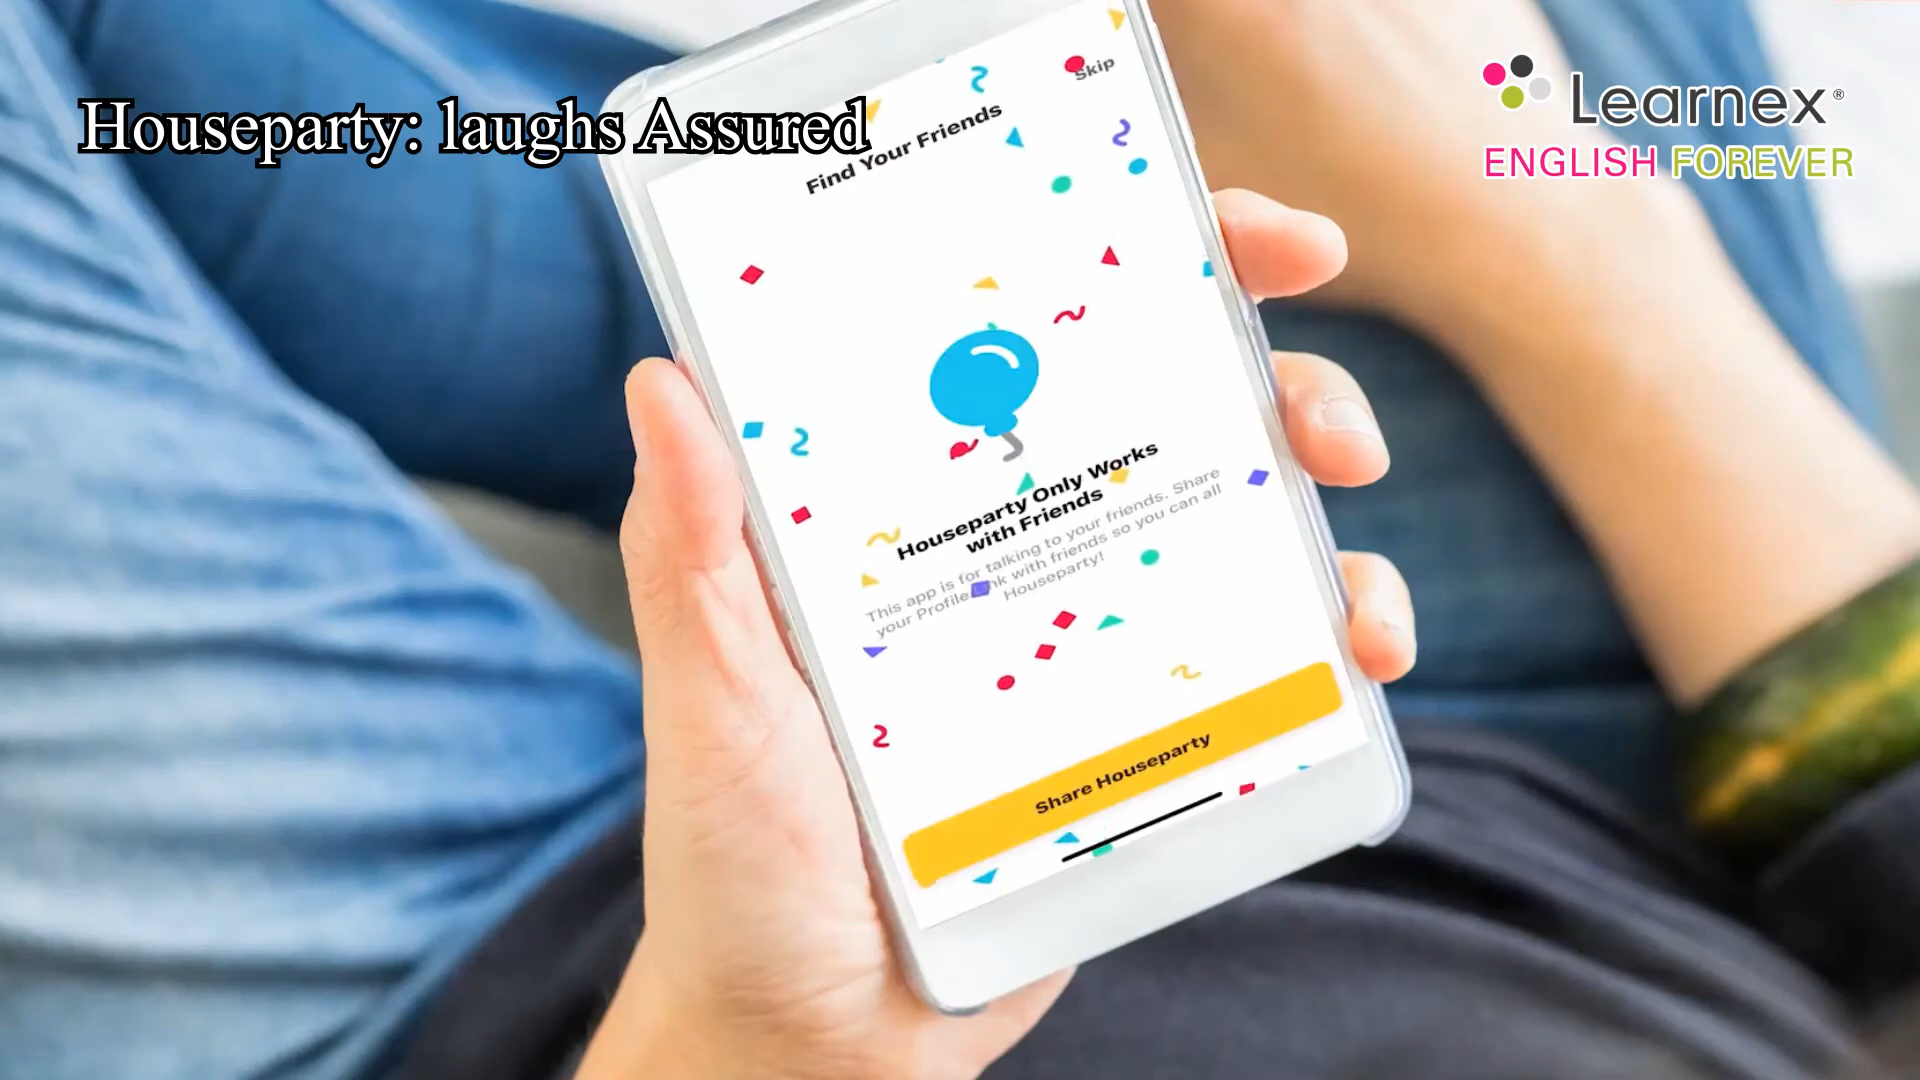 Houseparty: laughs Assured
Learnex®
ENGLISH FOREVER
Skip
Find Your Friends
Houseparty Only Works
with Friends
This app is for talking to your friends. Share
your Profile Link with friends so you can all
Houseparty!
Share Houseparty